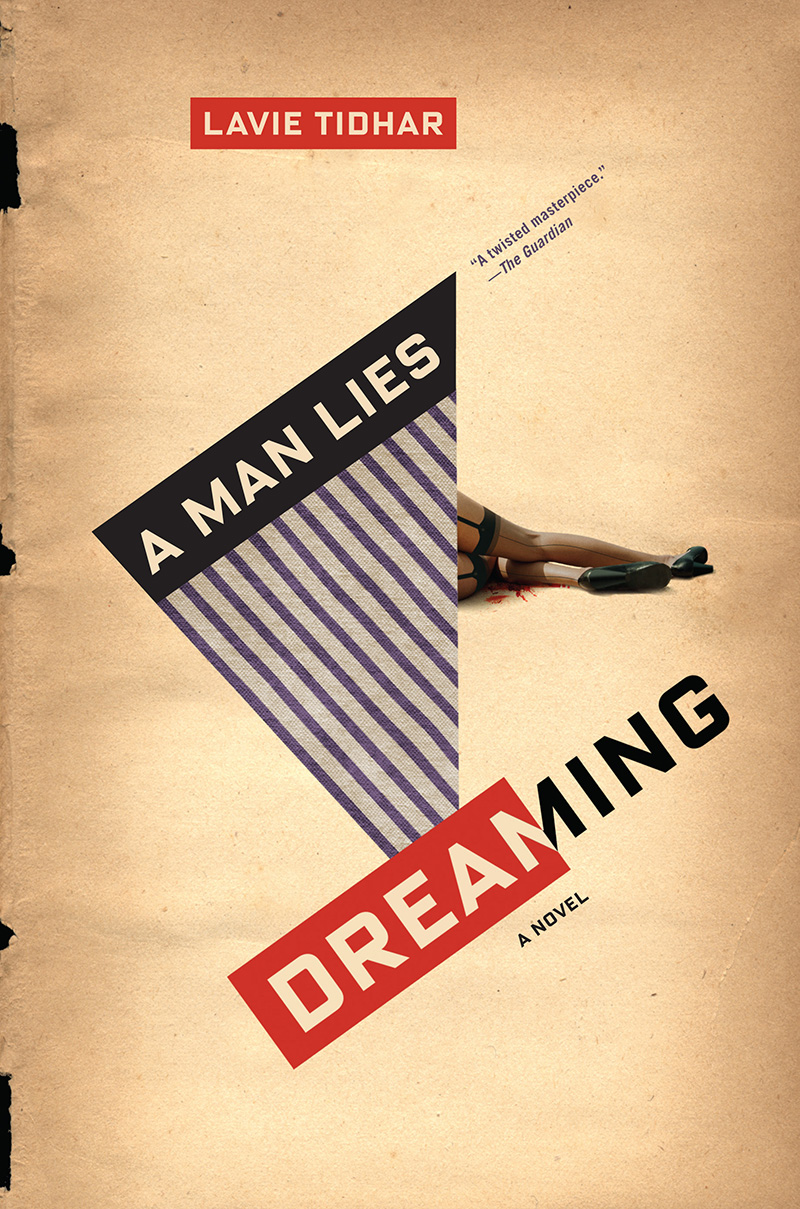 LAVIE TIDHAR
“A twisted masterpiece.”
—The Guardian
A MAN LIES
DREAMING
A NOVEL